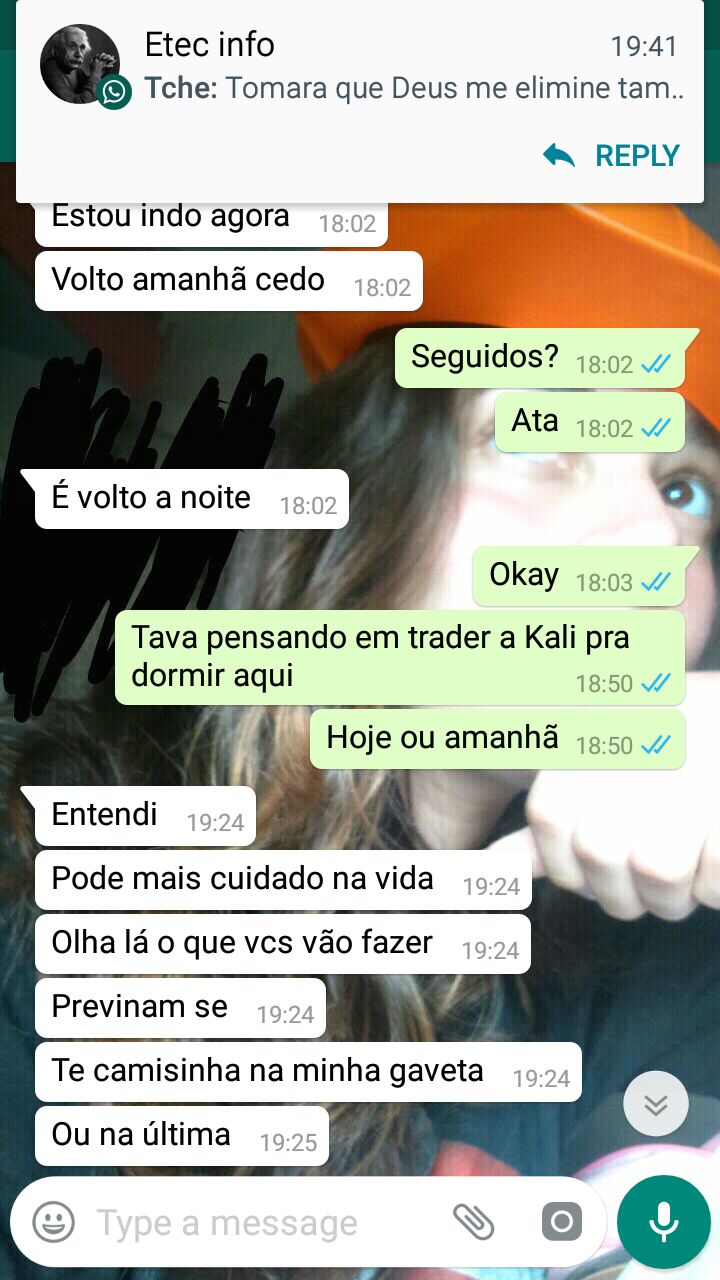 Etec info 19:41
Tche: Tomara que Deus me elimine tam..
REPLY
Estou indo agora 18:02
Volto amanhã cedo 18:02
Seguidos? 18:02
Ata 18:02
É volto a noite 18:02
Okay 18:03
Tava pensando em trader a Kali pra
dormir aqui 18:50
Hoje ou amanhã 18:50
Entendi 19:24
Pode mais cuidado na vida 19:24
Olha lá o que vcs vão fazer 19:24
Previnam se 19:24
Te camisinha na minha gaveta 19:24
Ou na última 19:25
Type a message